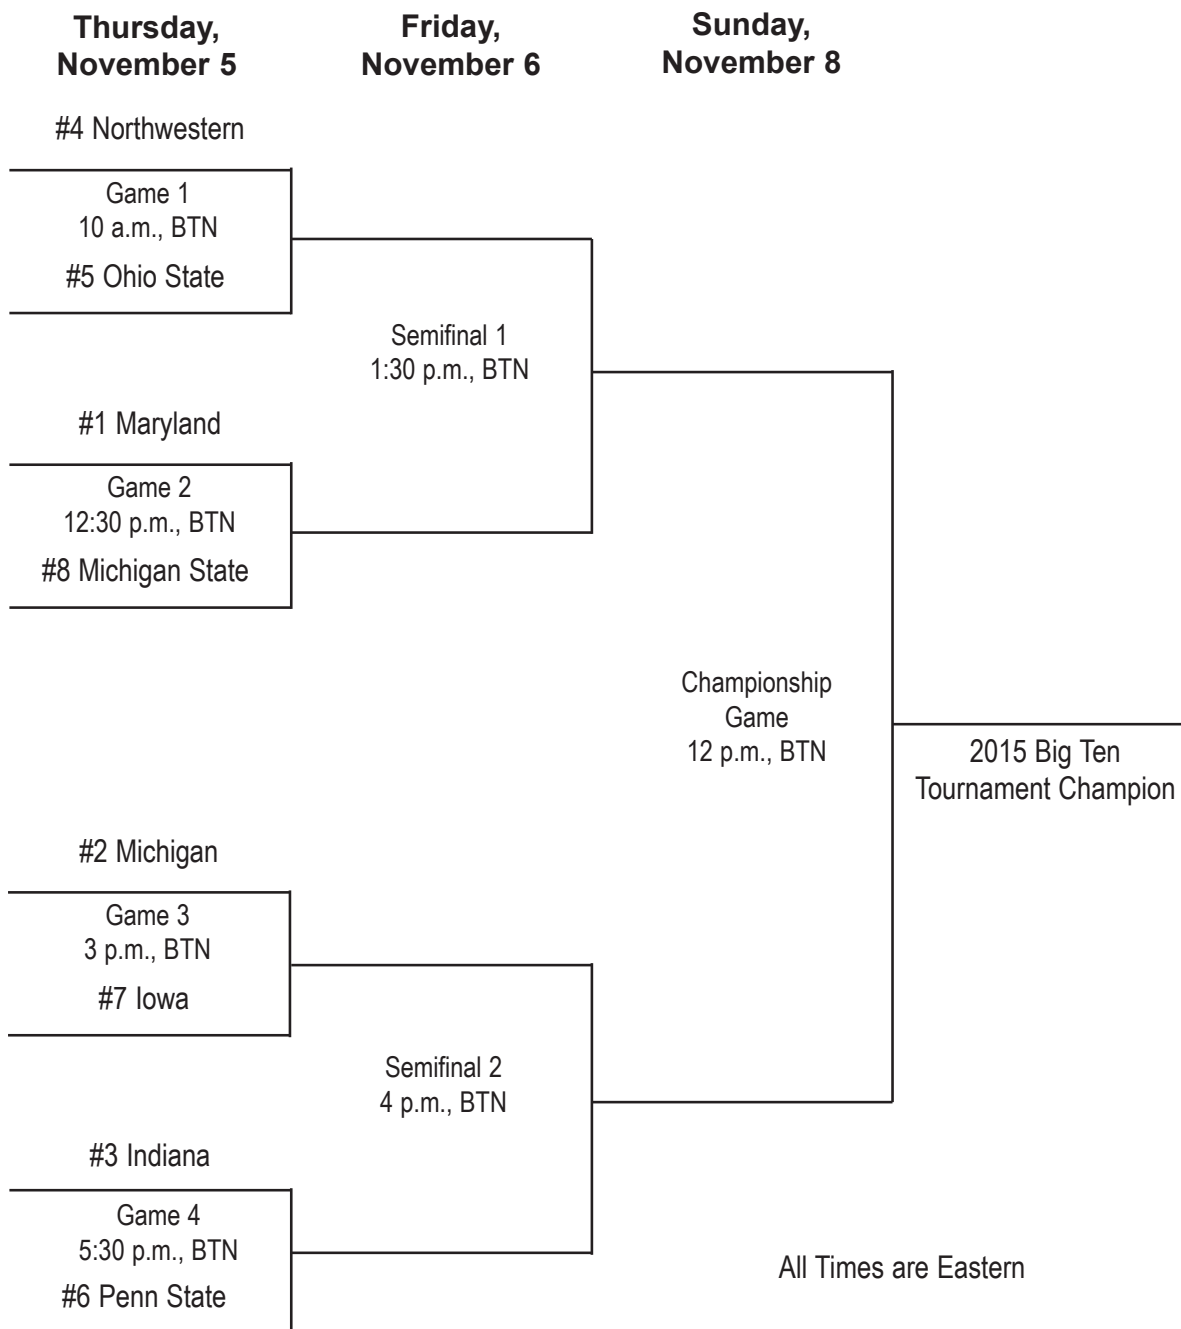 Thursday,
November 5
Friday,
November 6
Sunday,
November 8
#4 Northwestern
Game 1
10 a.m., BTN
#5 Ohio State
Semifinal 1
1:30 p.m., BTN
#1 Maryland
Game 2
12:30 p.m., BTN
#8 Michigan State
Championship
Game
12 p.m., BTN
2015 Big Ten
Tournament Champion
#2 Michigan
Game 3
3 p.m., BTN
#7 Iowa
Semifinal 2
4 p.m., BTN
#3 Indiana
Game 4
5:30 p.m., BTN
#6 Penn State
All Times are Eastern